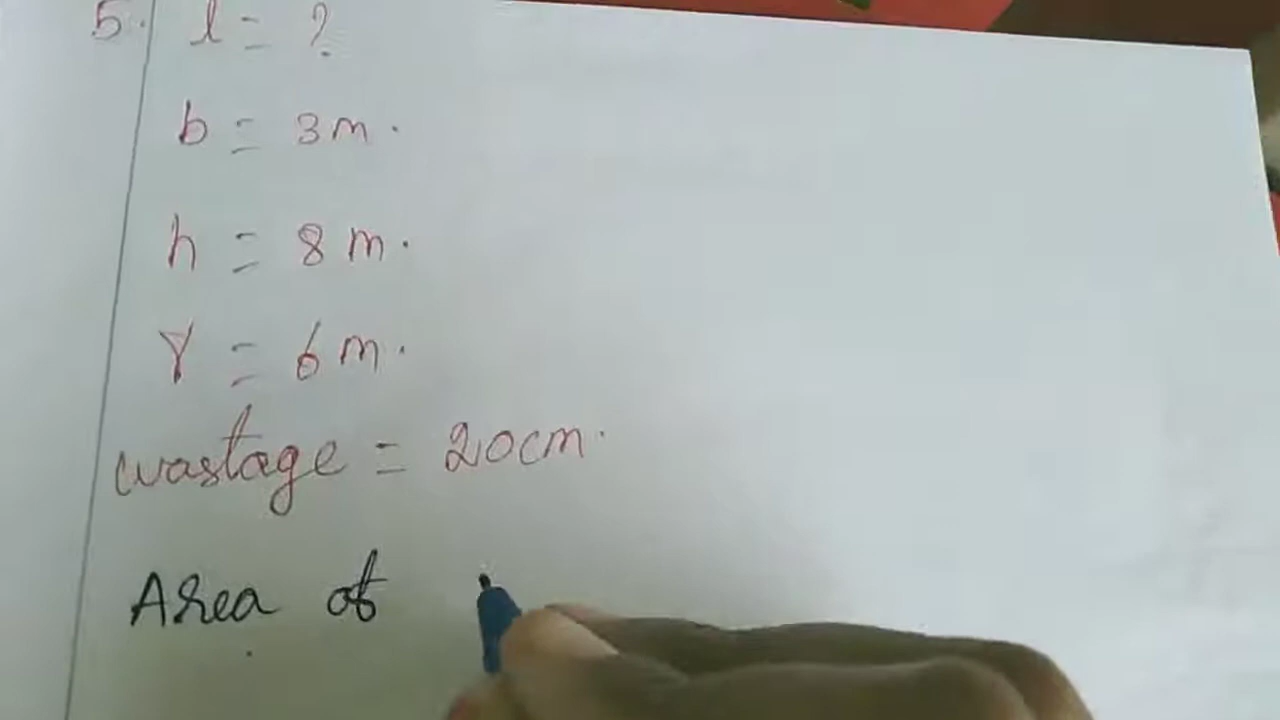 5. l = ?
b = 3m.
h = 8m.
r = 6m.
wastage = 20cm.
Area of